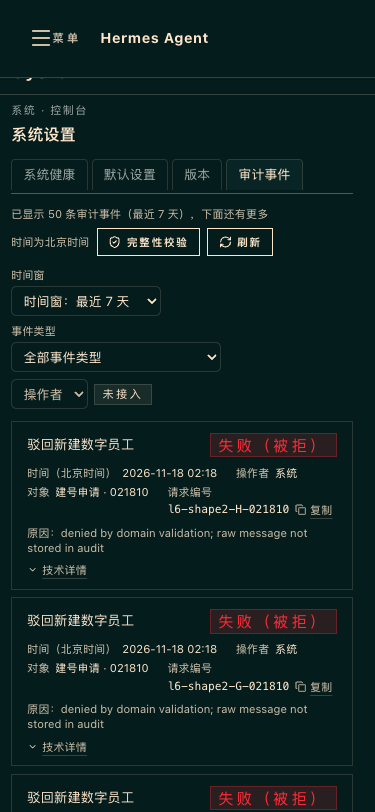 菜单 Hermes Agent
系统 · 控制台
系统设置
系统健康 默认设置 版本 审计事件
已显示 50 条审计事件（最近 7 天），下面还有更多
时间为北京时间 完整性校验 刷新
时间窗
时间窗：最近 7 天
事件类型
全部事件类型
操作者 未接入
驳回新建数字员工 失败（被拒）
时间（北京时间） 2026-11-18 02:18 操作者 系统
对象 建号申请 · 021810 请求编号
l6-shape2-H-021810 复制
原因：denied by domain validation; raw message not
stored in audit
技术详情
驳回新建数字员工 失败（被拒）
时间（北京时间） 2026-11-18 02:18 操作者 系统
对象 建号申请 · 021810 请求编号
l6-shape2-G-021810 复制
原因：denied by domain validation; raw message not
stored in audit
技术详情
驳回新建数字员工 失败（被拒）